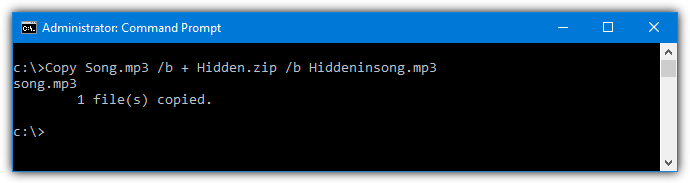 Administrator: Command Prompt
c:\>Copy Song.mp3 /b + Hidden.zip /b Hiddeninsong.mp3
song.mp3
        1 file(s) copied.
c:\>